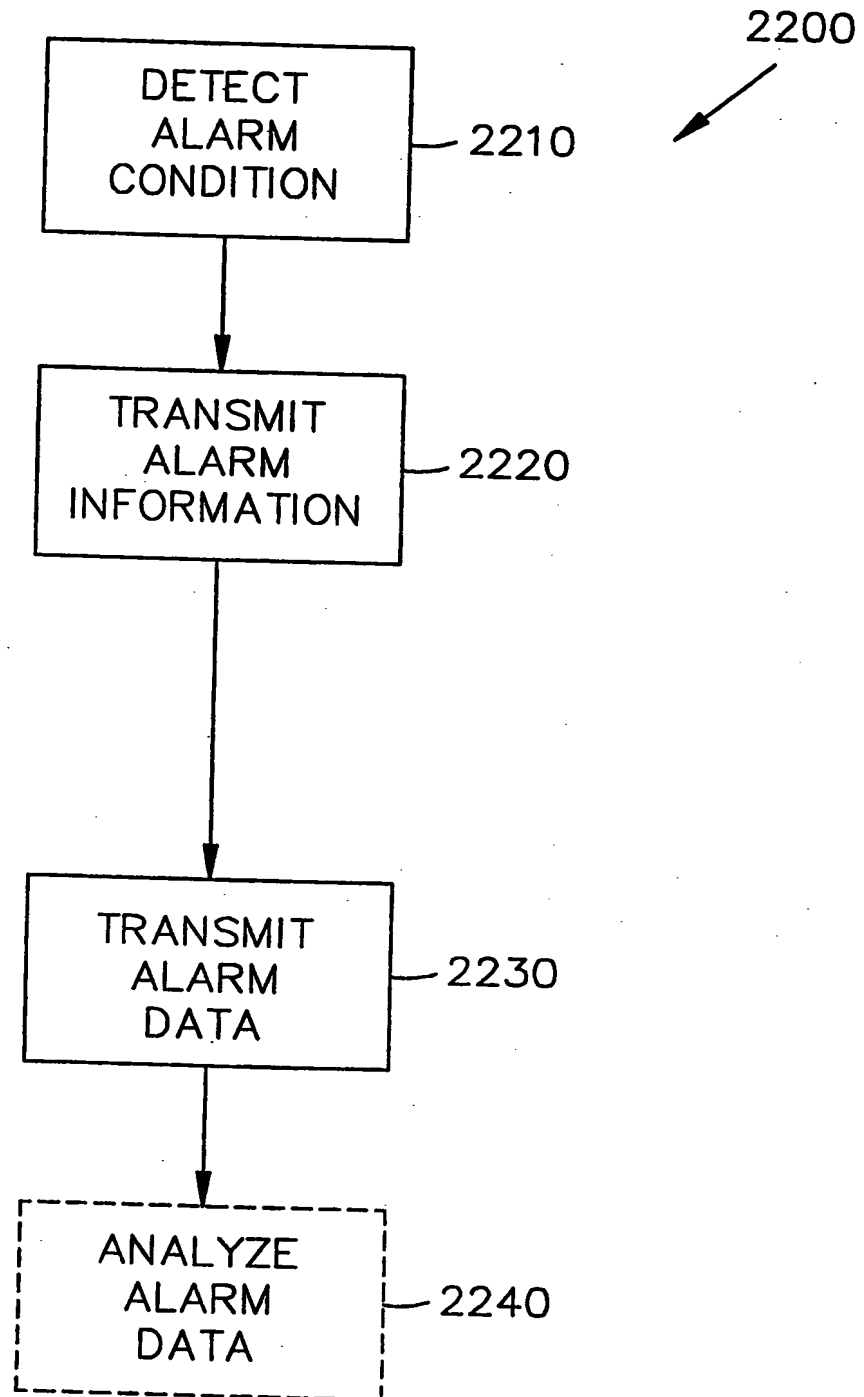 2200
DETECT
ALARM
CONDITION
2210
TRANSMIT
ALARM
INFORMATION
2220
TRANSMIT
ALARM
DATA
2230
ANALYZE
ALARM
DATA
2240